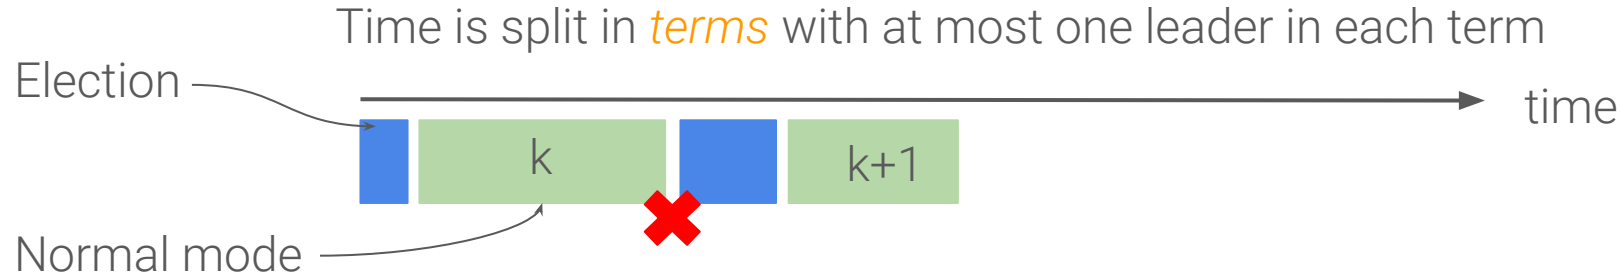 Time is split in terms with at most one leader in each term
Election
time
k
k+1
Normal mode